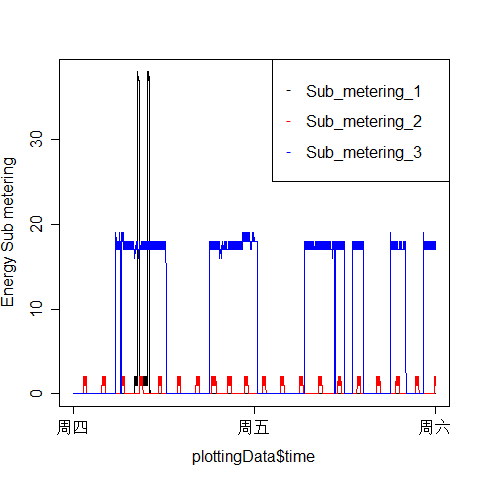 Sub_metering_1
Sub_metering_2
Sub_metering_3
Energy Sub metering
30
20
10
0
周四 周五 周六
plottingData$time